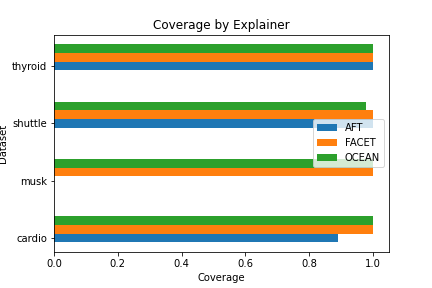 Coverage by Explainer
thyroid
shuttle
musk
cardio
Dataset
AFT
FACET
OCEAN
0.0 0.2 0.4 0.6 0.8 1.0
Coverage